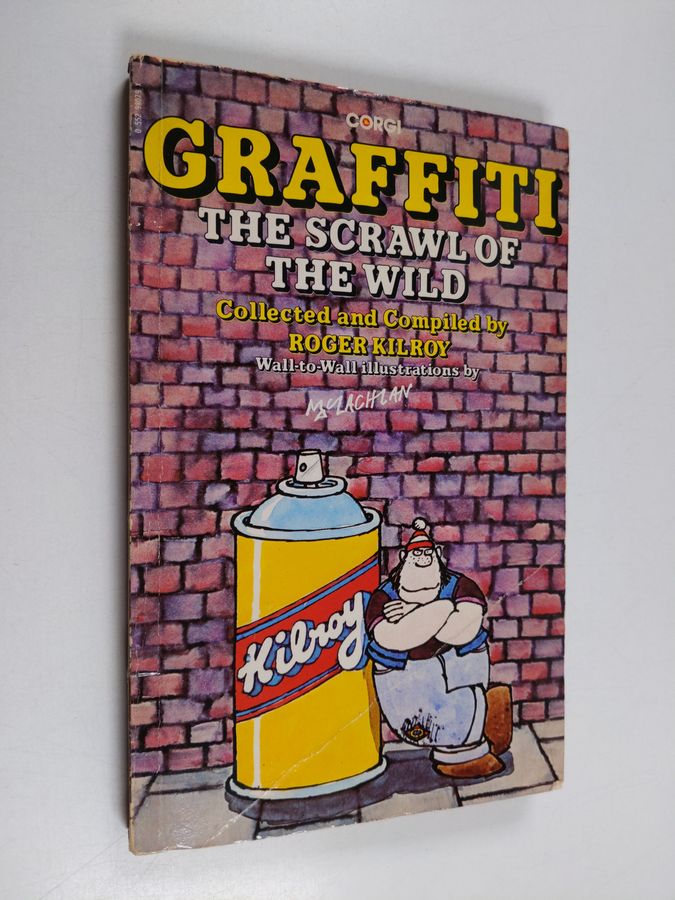 CORGI
GRAFFITI
THE SCRAWL OF
THE WILD
Collected and Compiled by
ROGER KILROY
Wall-to-Wall illustrations by
McLACHLAN
Kilroy